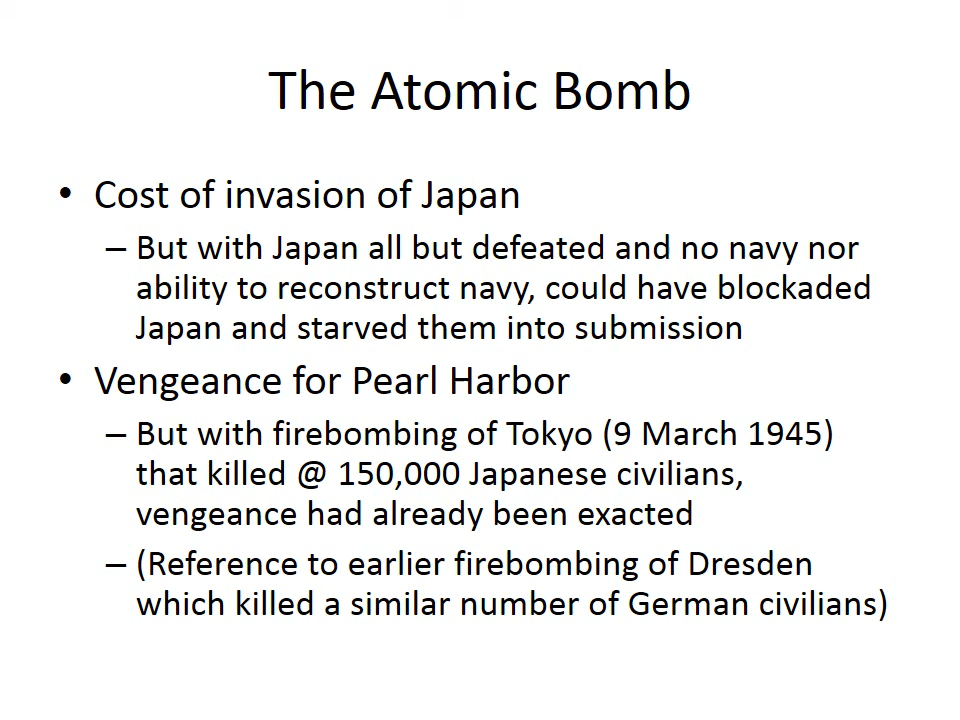 The Atomic Bomb
• Cost of invasion of Japan
– But with Japan all but defeated and no navy nor
ability to reconstruct navy, could have blockaded
Japan and starved them into submission
• Vengeance for Pearl Harbor
– But with firebombing of Tokyo (9 March 1945)
that killed @ 150,000 Japanese civilians,
vengeance had already been exacted
– (Reference to earlier firebombing of Dresden
which killed a similar number of German civilians)